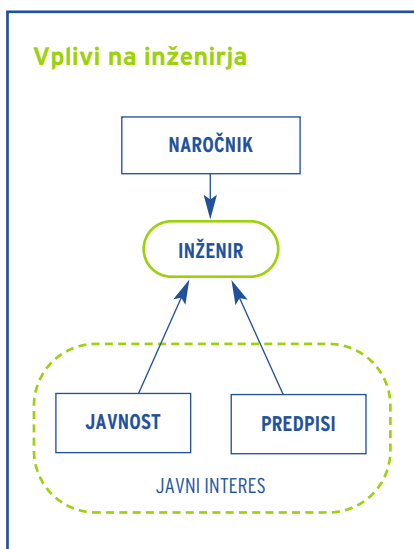 Vplivi na inženirja
NAROČNIK
INŽENIR
JAVNOST
PREDPISI
JAVNI INTERES